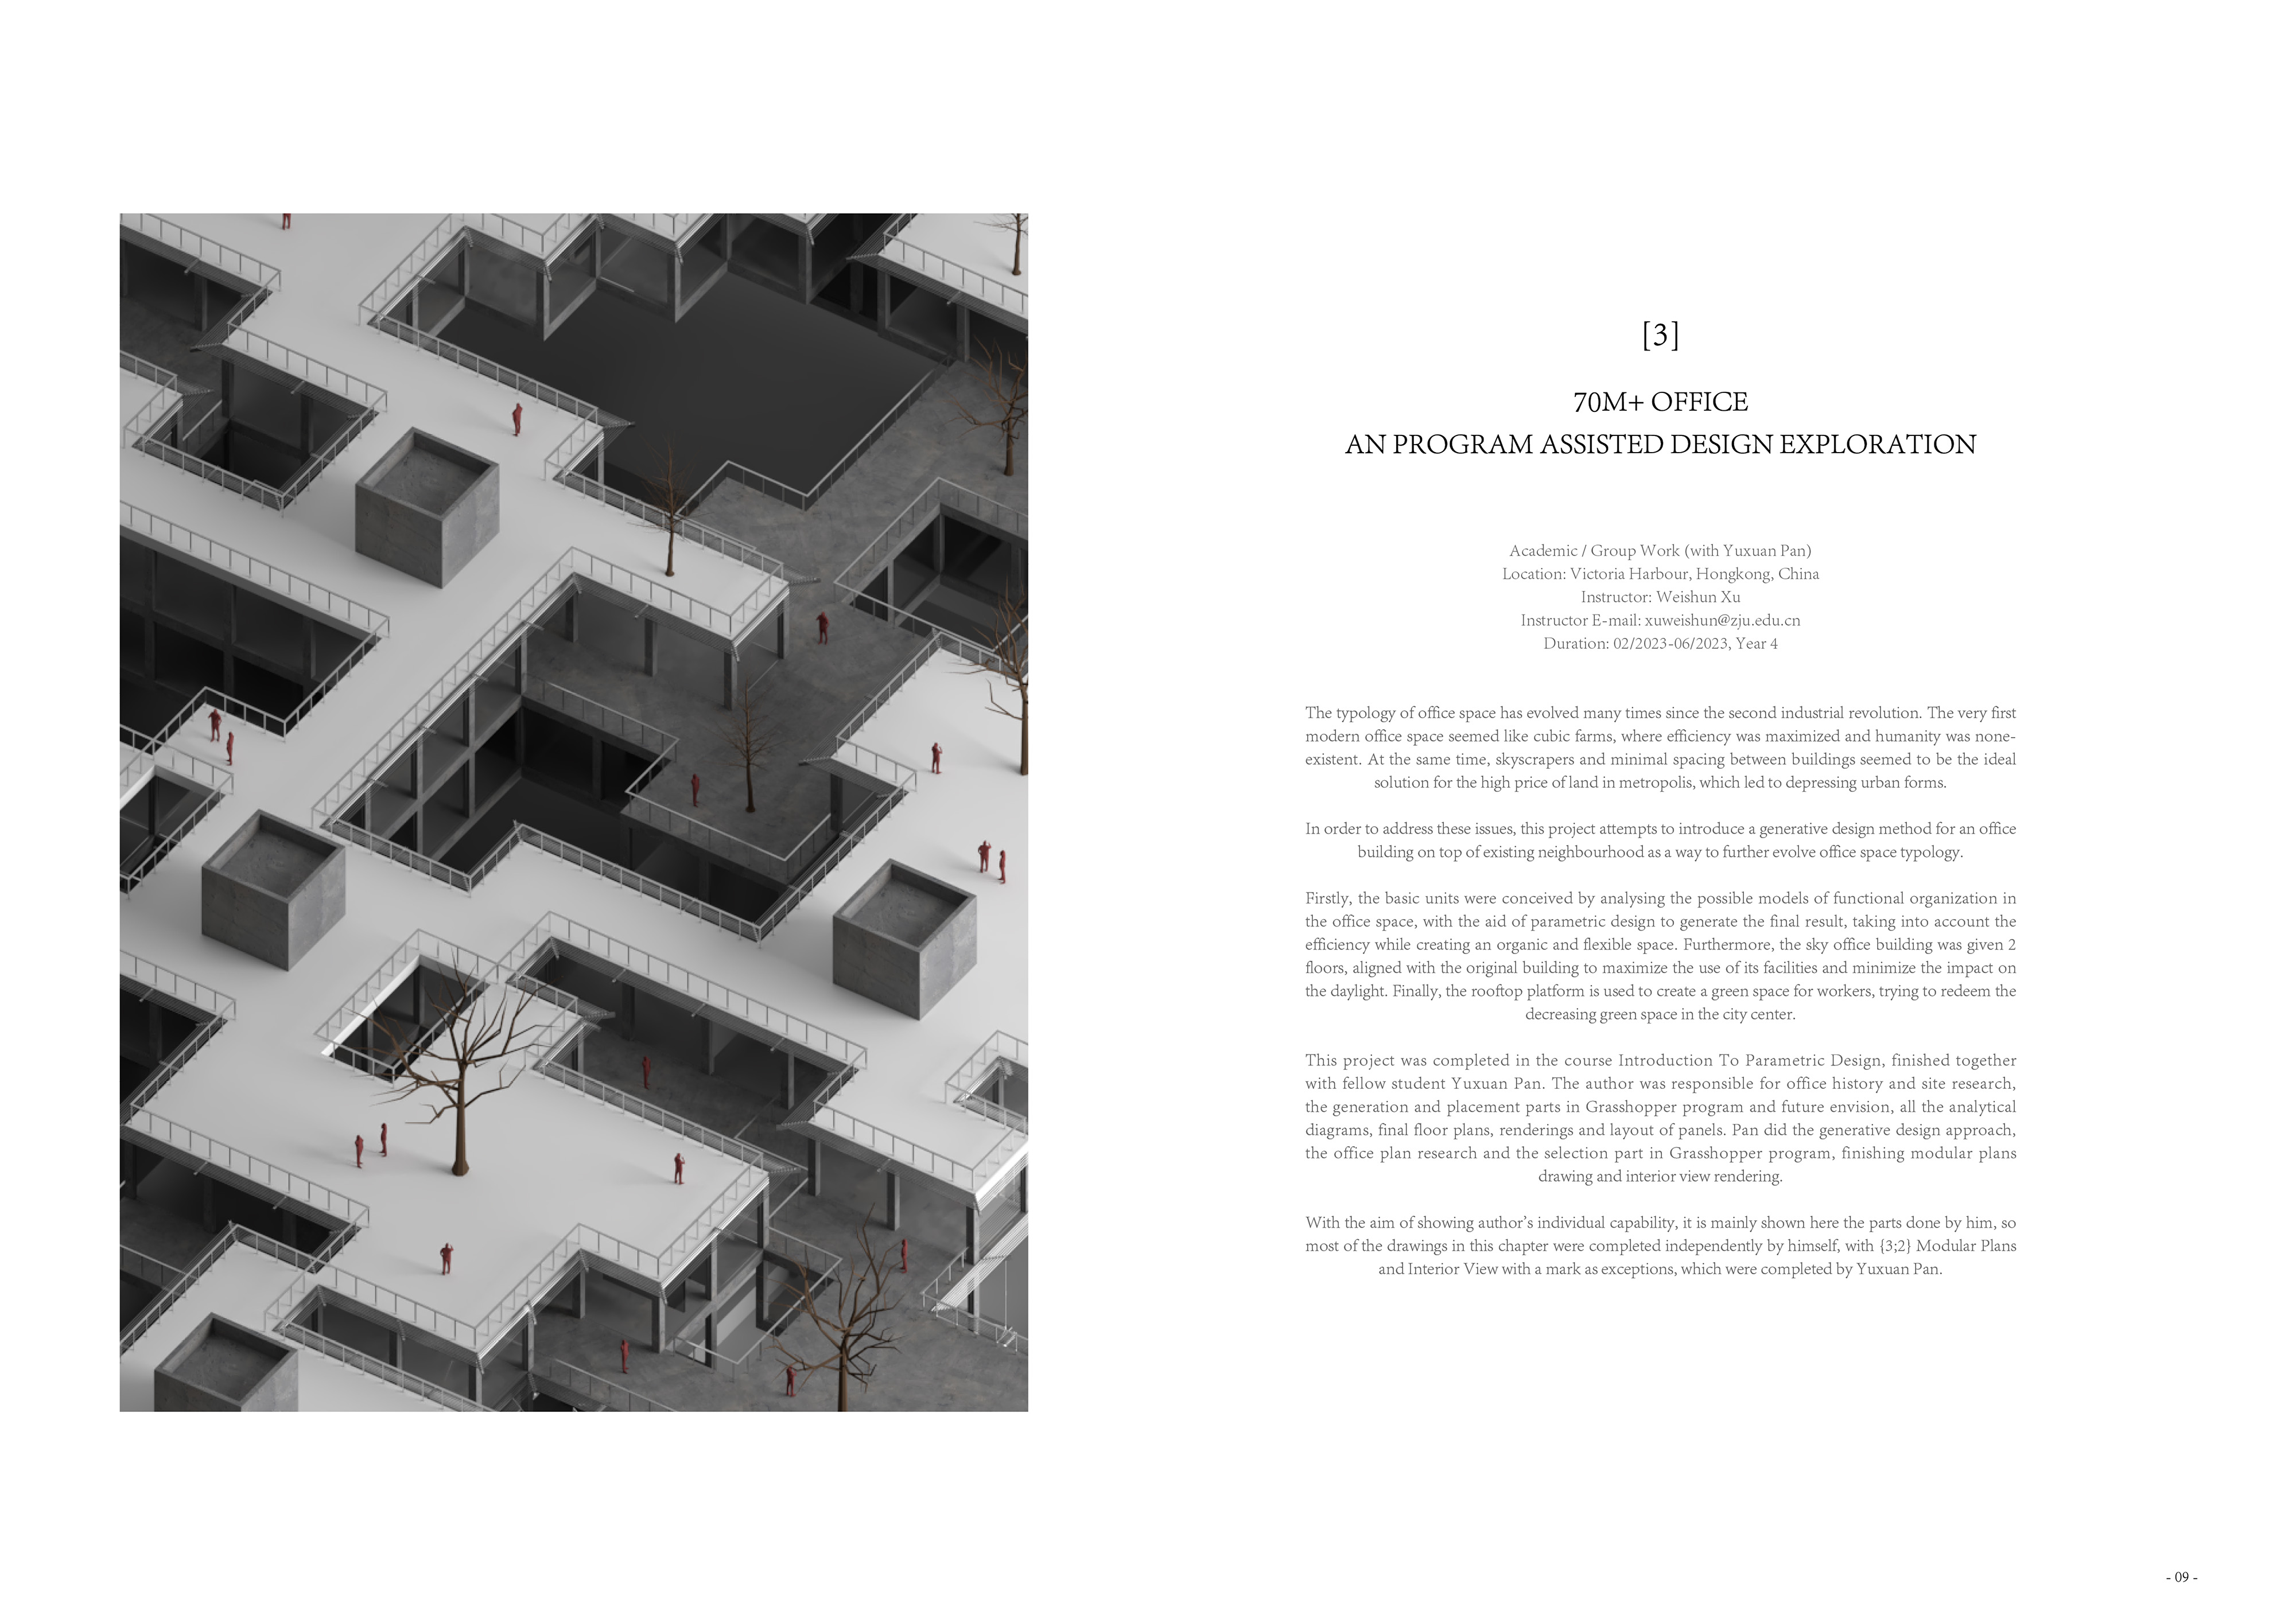 [3]
70M+ OFFICE
AN PROGRAM ASSISTED DESIGN EXPLORATION
Academic / Group Work (with Yuxuan Pan)
Location: Victoria Harbour, Hongkong, China
Instructor: Weishun Xu
Instructor E-mail: xuweishun@zju.edu.cn
Duration: 02/2023-06/2023, Year 4
The typology of office space has evolved many times since the second industrial revolution. The very first
modern office space seemed like cubic farms, where efficiency was maximized and humanity was none-
existent. At the same time, skyscrapers and minimal spacing between buildings seemed to be the ideal
solution for the high price of land in metropolis, which led to depressing urban forms.
In order to address these issues, this project attempts to introduce a generative design method for an office
building on top of existing neighbourhood as a way to further evolve office space typology.
Firstly, the basic units were conceived by analysing the possible models of functional organization in
the office space, with the aid of parametric design to generate the final result, taking into account the
efficiency while creating an organic and flexible space. Furthermore, the sky office building was given 2
floors, aligned with the original building to maximize the use of its facilities and minimize the impact on
the daylight. Finally, the rooftop platform is used to create a green space for workers, trying to redeem the
decreasing green space in the city center.
This project was completed in the course Introduction To Parametric Design, finished together
with fellow student Yuxuan Pan. The author was responsible for office history and site research,
the generation and placement parts in Grasshopper program and future envision, all the analytical
diagrams, final floor plans, renderings and layout of panels. Pan did the generative design approach,
the office plan research and the selection part in Grasshopper program, finishing modular plans
drawing and interior view rendering.
With the aim of showing author's individual capability, it is mainly shown here the parts done by him, so
most of the drawings in this chapter were completed independently by himself, with {3;2} Modular Plans
and Interior View with a mark as exceptions, which were completed by Yuxuan Pan.
- 09 -